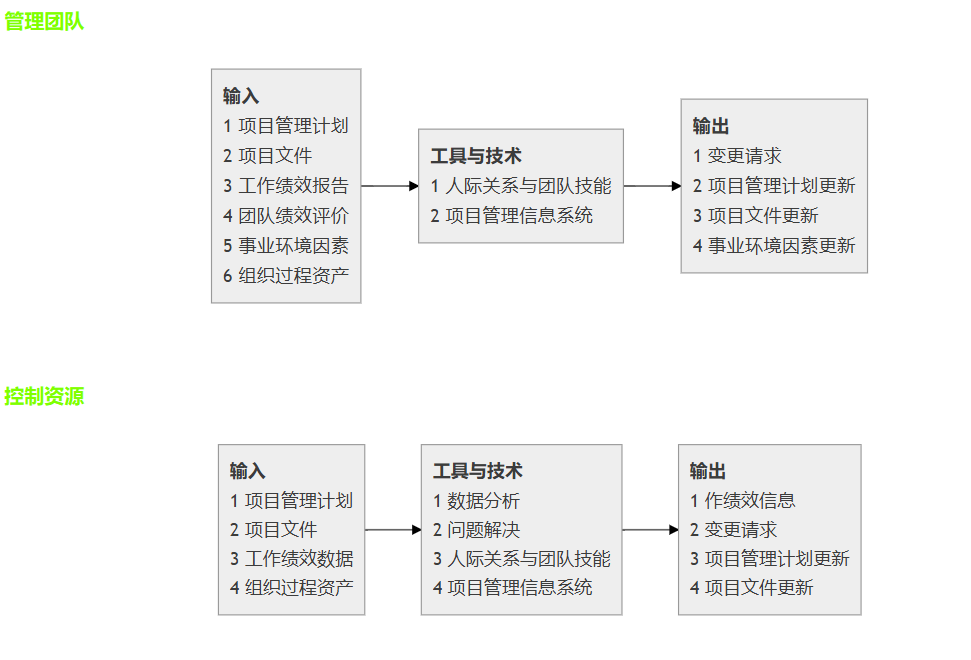 管理团队
输入
1 项目管理计划
2 项目文件
3 工作绩效报告
4 团队绩效评价
5 事业环境因素
6 组织过程资产
工具与技术
1 人际关系与团队技能
2 项目管理信息系统
输出
1 变更请求
2 项目管理计划更新
3 项目文件更新
4 事业环境因素更新
控制资源
输入
1 项目管理计划
2 项目文件
3 工作绩效数据
4 组织过程资产
工具与技术
1 数据分析
2 问题解决
3 人际关系与团队技能
4 项目管理信息系统
输出
1 作绩效信息
2 变更请求
3 项目管理计划更新
4 项目文件更新